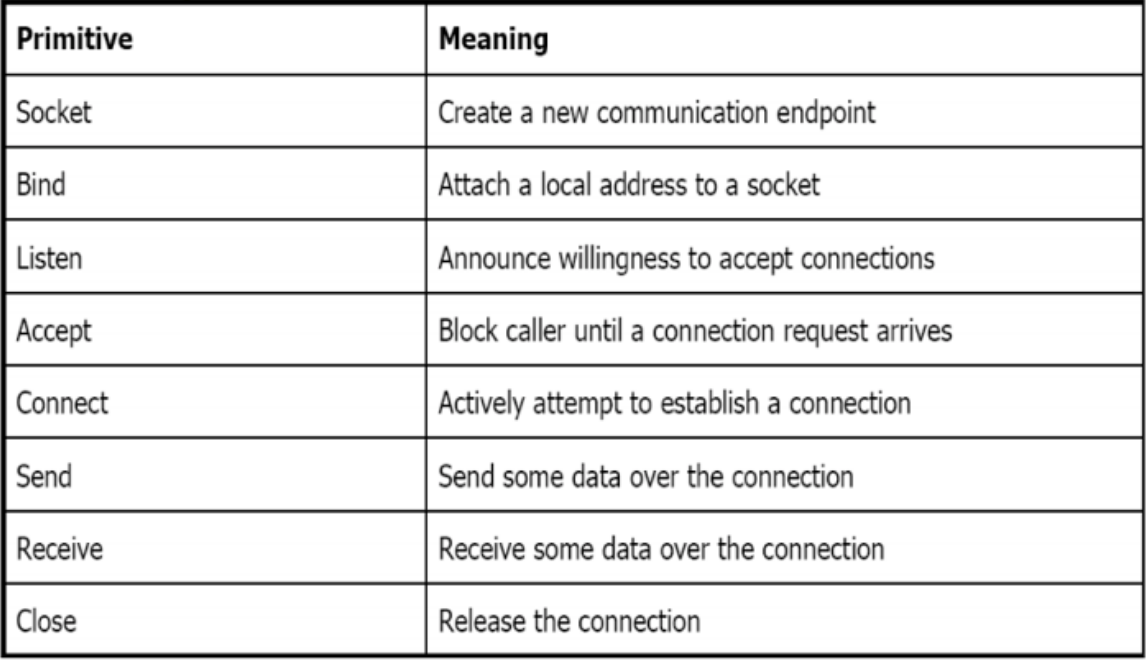 Primitive Meaning
Socket Create a new communication endpoint
Bind Attach a local address to a socket
Listen Announce willingness to accept connections
Accept Block caller until a connection request arrives
Connect Actively attempt to establish a connection
Send Send some data over the connection
Receive Receive some data over the connection
Close Release the connection